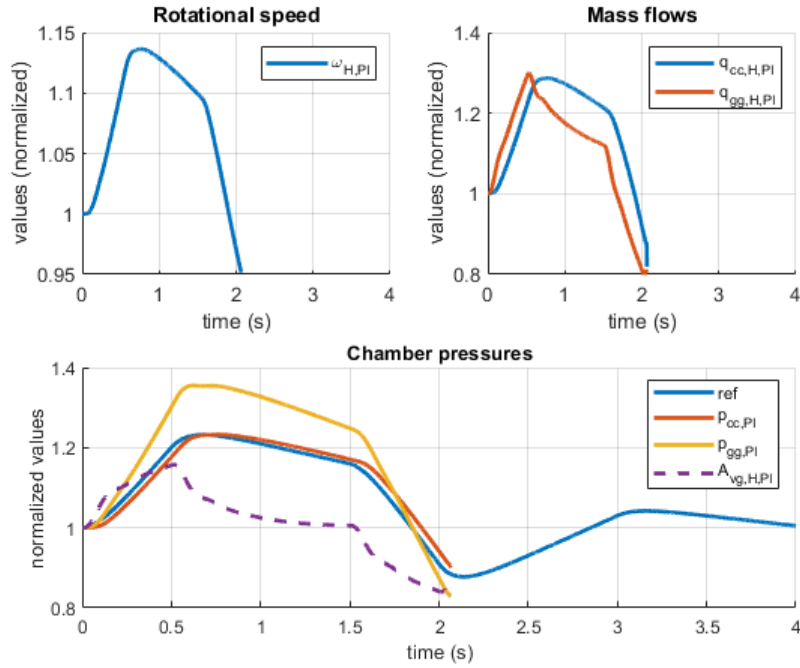 Rotational speed
values (normalized)
1.15
1.1
1.05
1
0.95
0 1 2 3 4
time (s)
ω_H,PI
Mass flows
values (normalized)
1.4
1.2
1
0.8
0 1 2 3 4
time (s)
q_cc,H,PI
q_gg,H,PI
Chamber pressures
normalized values
1.4
1.2
1
0.8
0 0.5 1 1.5 2 2.5 3 3.5 4
time (s)
ref
p_cc,PI
p_gg,PI
A_vg,H,PI